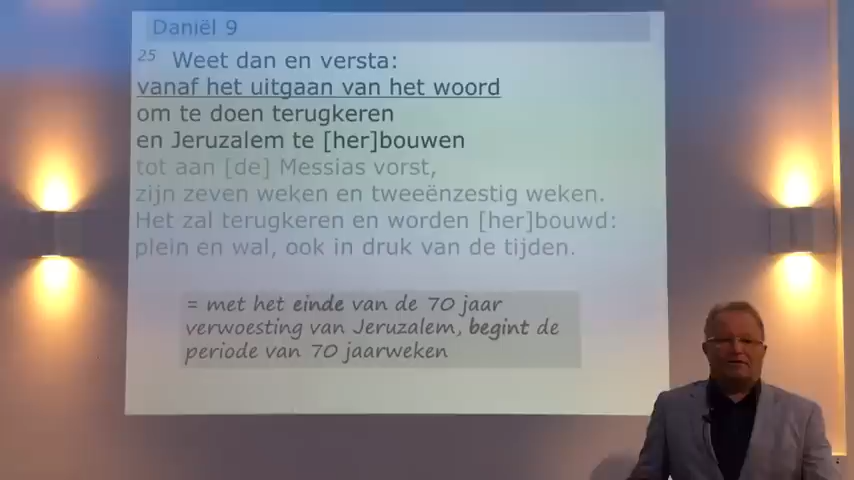 Daniël 9
25 Weet dan en versta:
vanaf het uitgaan van het woord
om te doen terugkeren
en Jeruzalem te [her]bouwen
tot aan [de] Messias vorst,
zijn zeven weken en tweeënzestig weken.
Het zal terugkeren en worden [her]bouwd:
plein en wal, ook in druk van de tijden.
= met het einde van de 70 jaar
verwoesting van Jeruzalem, begint de
periode van 70 jaarweken